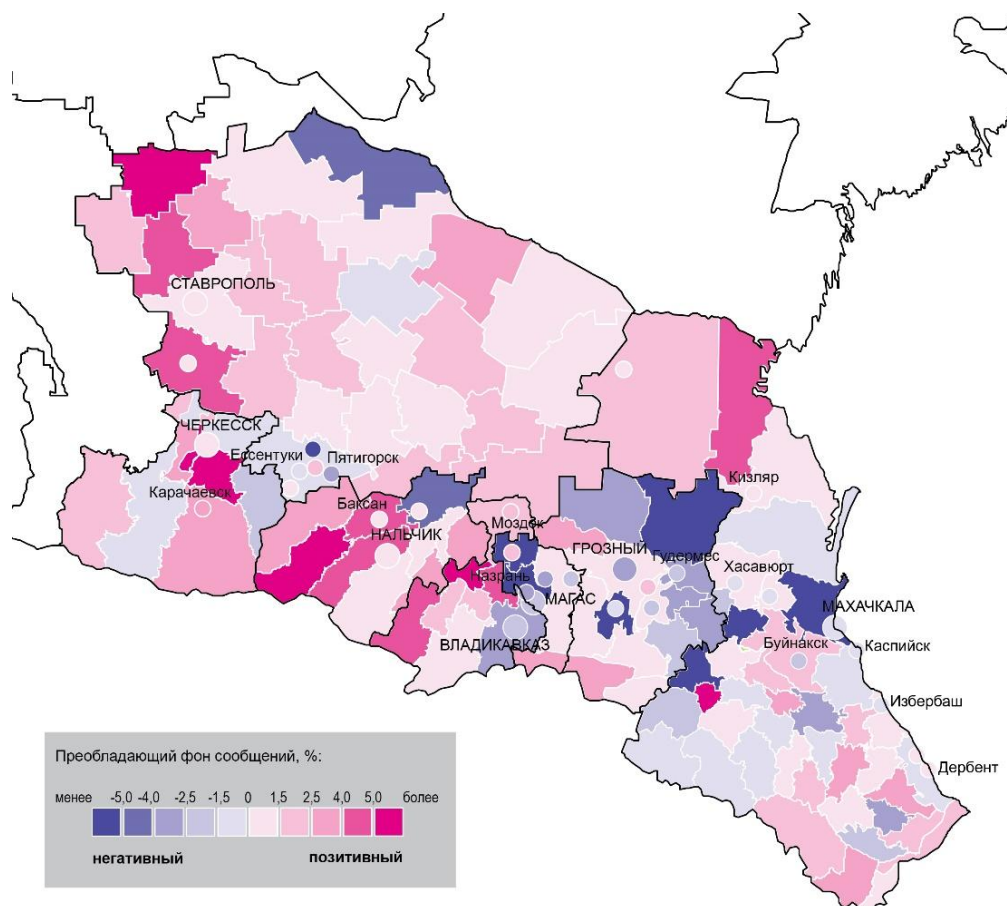 СТАВРОПОЛЬ
ЧЕРКЕССК
Ессентуки
Пятигорск
Кизляр
Карачаевск
Баксан
Моздок
НАЛЬЧИК
ГРОЗНЫЙ
Гудермес
Хасавюрт
Назрань
МАГАС
МАХАЧКАЛА
ВЛАДИКАВКАЗ
Буйнакск
Каспийск
Избербаш
Дербент
Преобладающий фон сообщений, %:
менее -5,0 -4,0 -2,5 -1,5 0 1,5 2,5 4,0 5,0 более
негативный позитивный